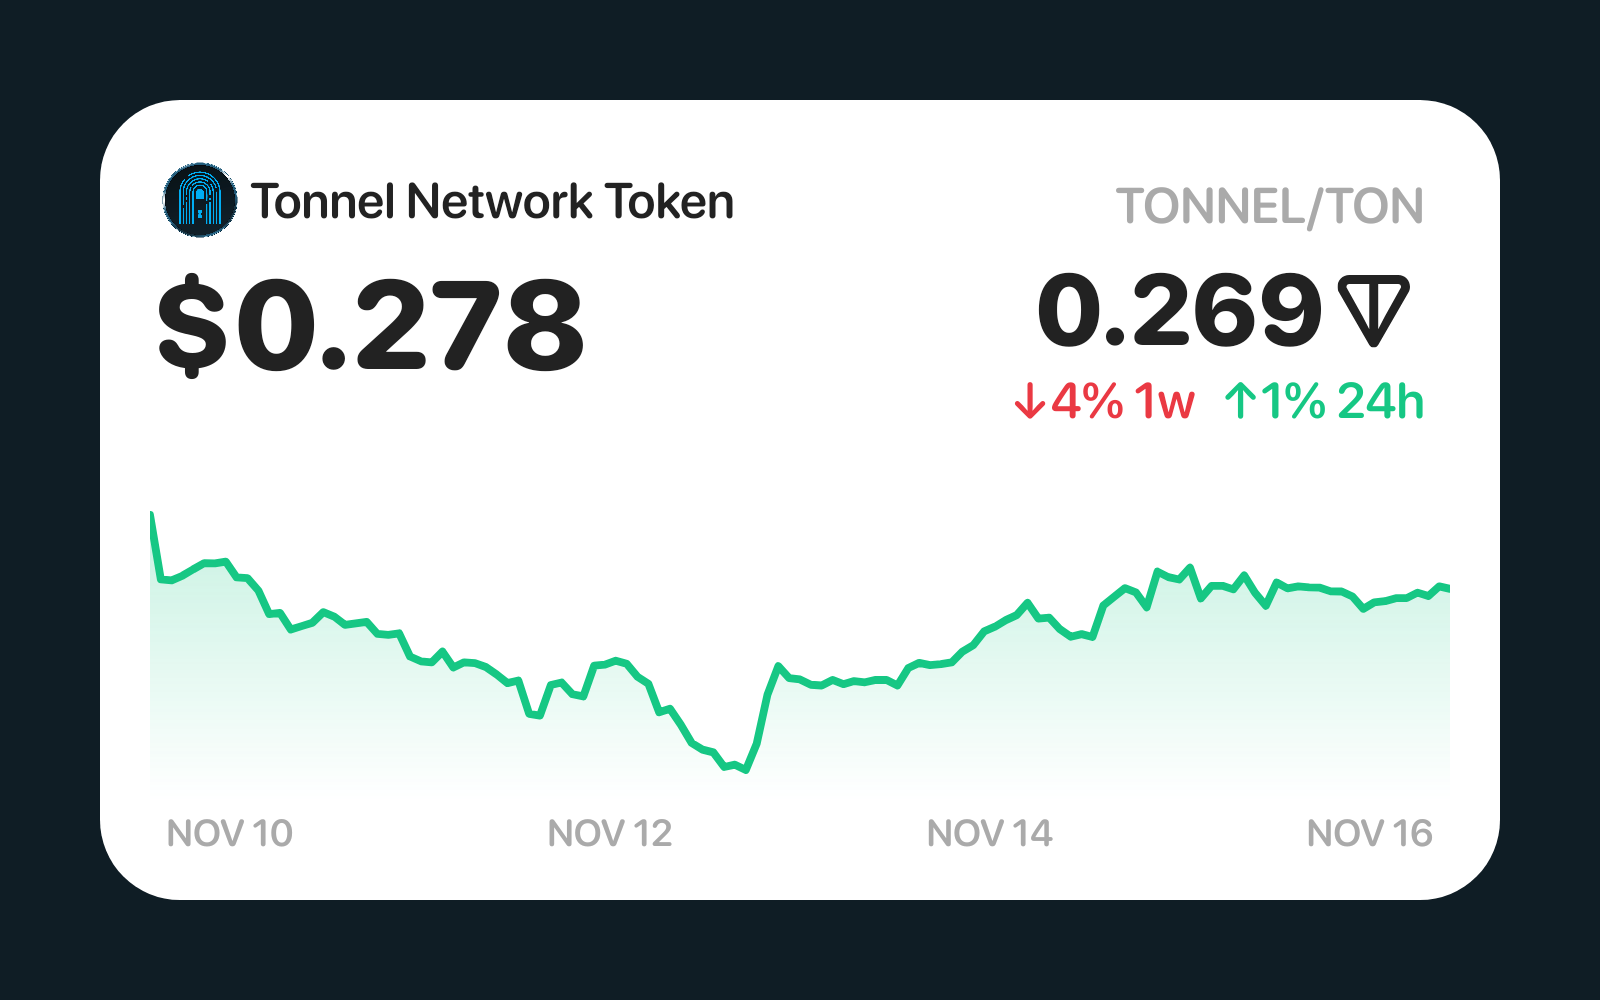 Tonnel Network Token
TONNEL/TON
$0.278
0.269
↓4% 1w ↑1% 24h
NOV 10 NOV 12 NOV 14 NOV 16